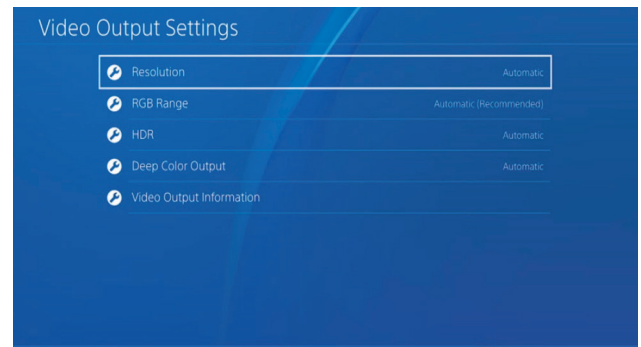 Video Output Settings
Resolution Automatic
RGB Range Automatic (Recommended)
HDR Automatic
Deep Color Output Automatic
Video Output Information